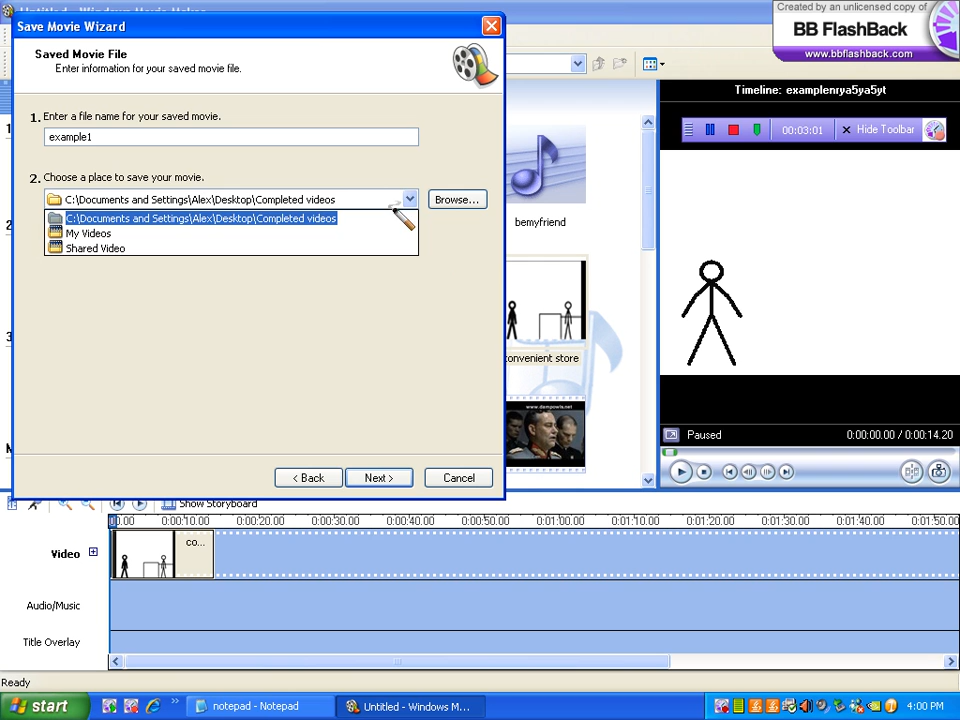 Save Movie Wizard
Created by an unlicensed copy of
BB FlashBack
www.bbflashback.com
Saved Movie File
Enter information for your saved movie file.
1. Enter a file name for your saved movie.
example1
2. Choose a place to save your movie.
C:\Documents and Settings\Alex\Desktop\Completed videos
Browse...
C:\Documents and Settings\Alex\Desktop\Completed videos
My Videos
Shared Video
< Back
Next >
Cancel
bemyfriend
convenient store
www.dampowls.net
Timeline: examplenrya5ya5yt
00:03:01
Hide Toolbar
Paused
0:00:00.00 / 0:00:14.20
Show Storyboard
00.00 0:00:10.00 0:00:20.00 0:00:30.00 0:00:40.00 0:00:50.00 0:01:00.00 0:01:10.00 0:01:20.00 0:01:30.00 0:01:40.00 0:01:50.00
Video
co...
Audio/Music
Title Overlay
Ready
start
notepad - Notepad
Untitled - Windows M...
4:00 PM